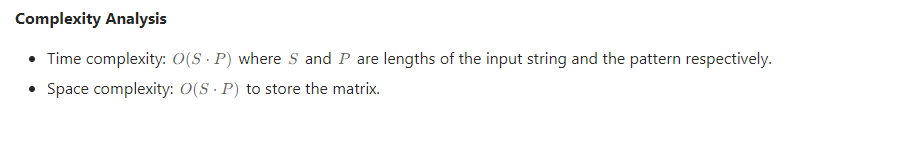 Complexity Analysis
• Time complexity: O(S · P) where S and P are lengths of the input string and the pattern respectively.
• Space complexity: O(S · P) to store the matrix.